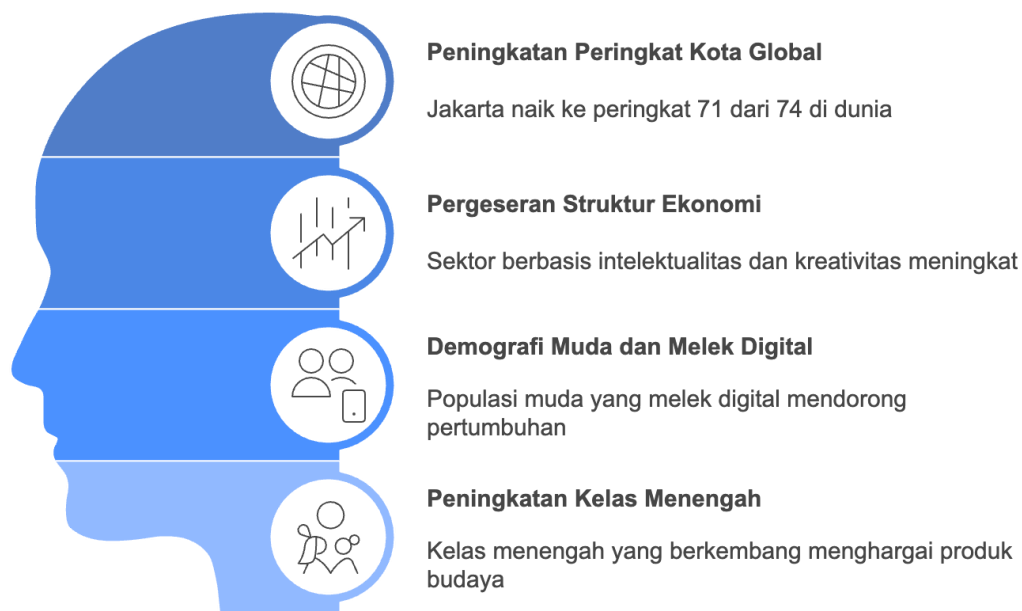 Peningkatan Peringkat Kota Global
Jakarta naik ke peringkat 71 dari 74 di dunia
Pergeseran Struktur Ekonomi
Sektor berbasis intelektualitas dan kreativitas meningkat
Demografi Muda dan Melek Digital
Populasi muda yang melek digital mendorong
pertumbuhan
Peningkatan Kelas Menengah
Kelas menengah yang berkembang menghargai produk
budaya